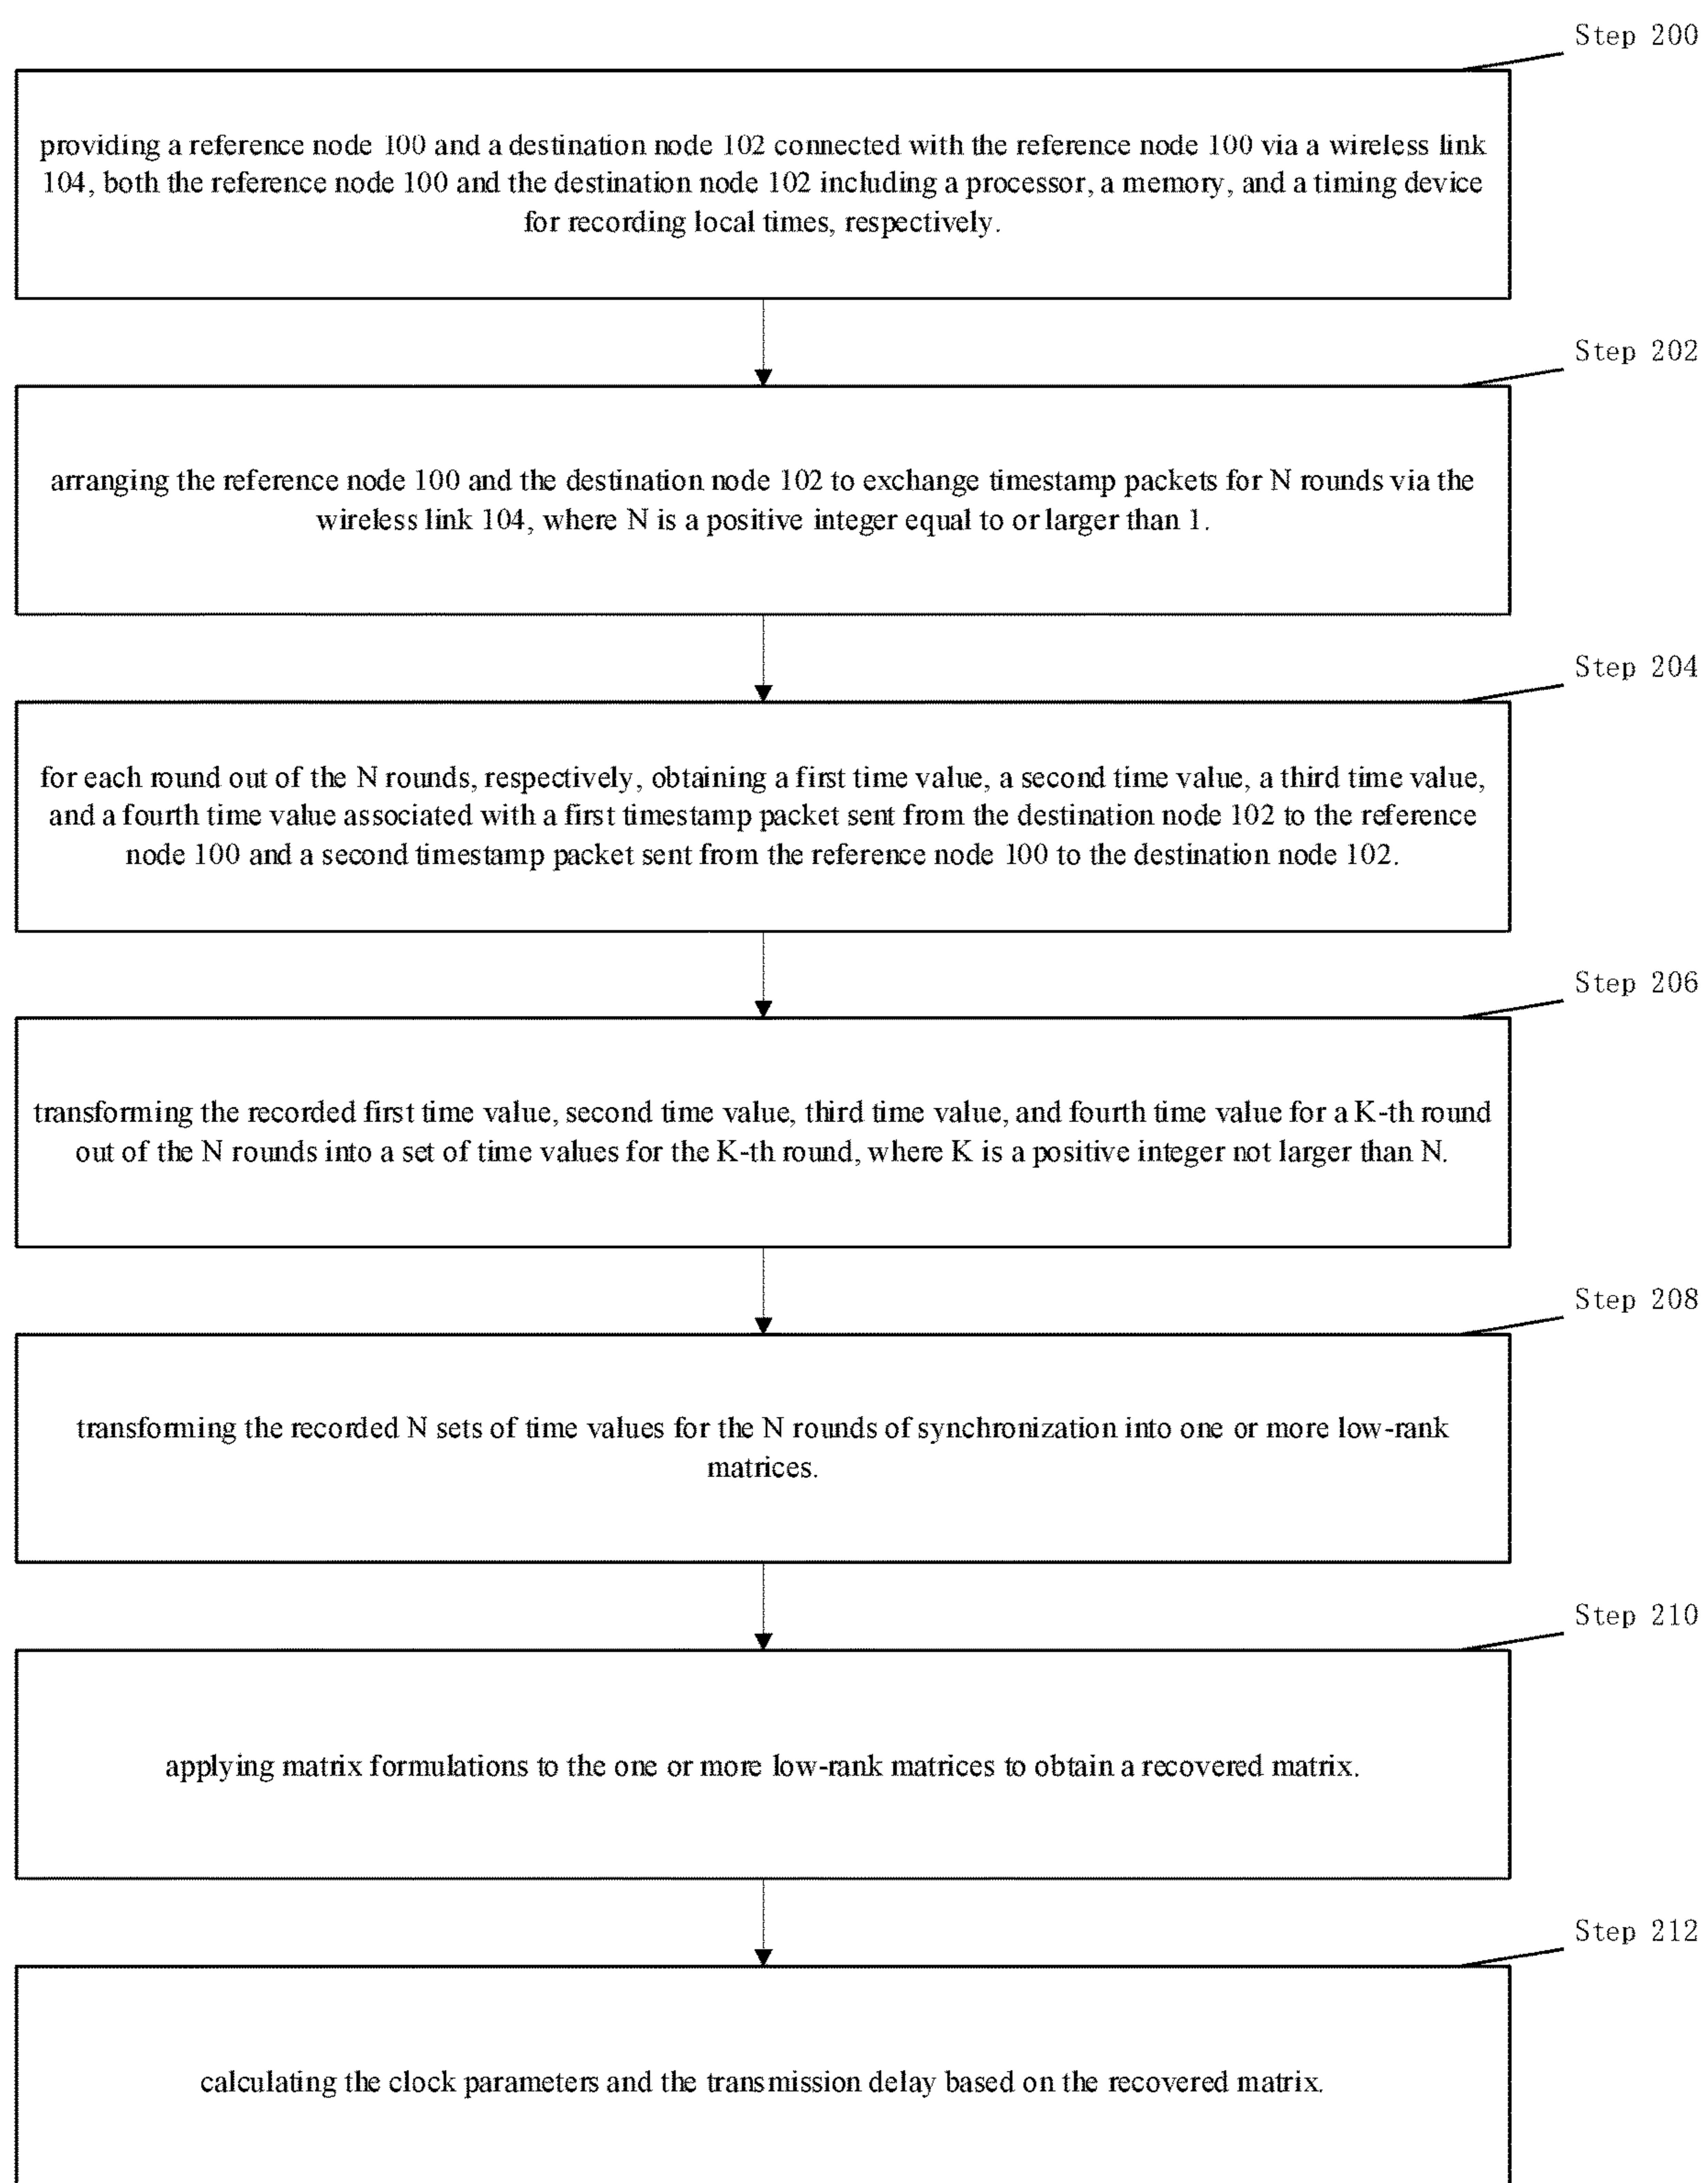 Step 200
providing a reference node 100 and a destination node 102 connected with the reference node 100 via a wireless link
104, both the reference node 100 and the destination node 102 including a processor, a memory, and a timing device
for recording local times, respectively.
Step 202
arranging the reference node 100 and the destination node 102 to exchange timestamp packets for N rounds via the
wireless link 104, where N is a positive integer equal to or larger than 1.
Step 204
for each round out of the N rounds, respectively, obtaining a first time value, a second time value, a third time value,
and a fourth time value associated with a first timestamp packet sent from the destination node 102 to the reference
node 100 and a second timestamp packet sent from the reference node 100 to the destination node 102.
Step 206
transforming the recorded first time value, second time value, third time value, and fourth time value for a K-th round
out of the N rounds into a set of time values for the K-th round, where K is a positive integer not larger than N.
Step 208
transforming the recorded N sets of time values for the N rounds of synchronization into one or more low-rank
matrices.
Step 210
applying matrix formulations to the one or more low-rank matrices to obtain a recovered matrix.
Step 212
calculating the clock parameters and the transmission delay based on the recovered matrix.